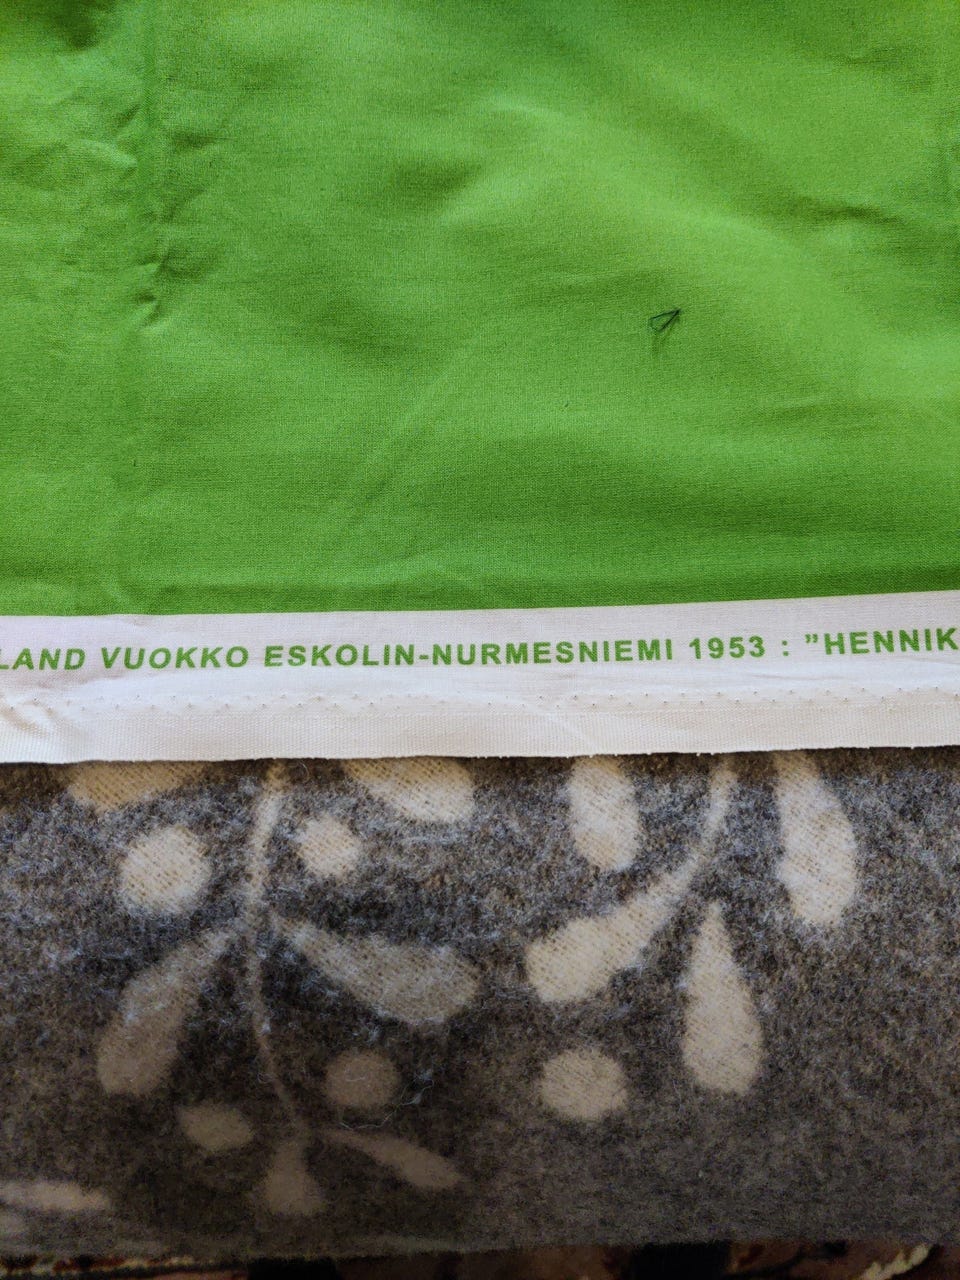 LAND VUOKKO ESKOLIN-NURMESNIEMI 1953 : ”HENNIK